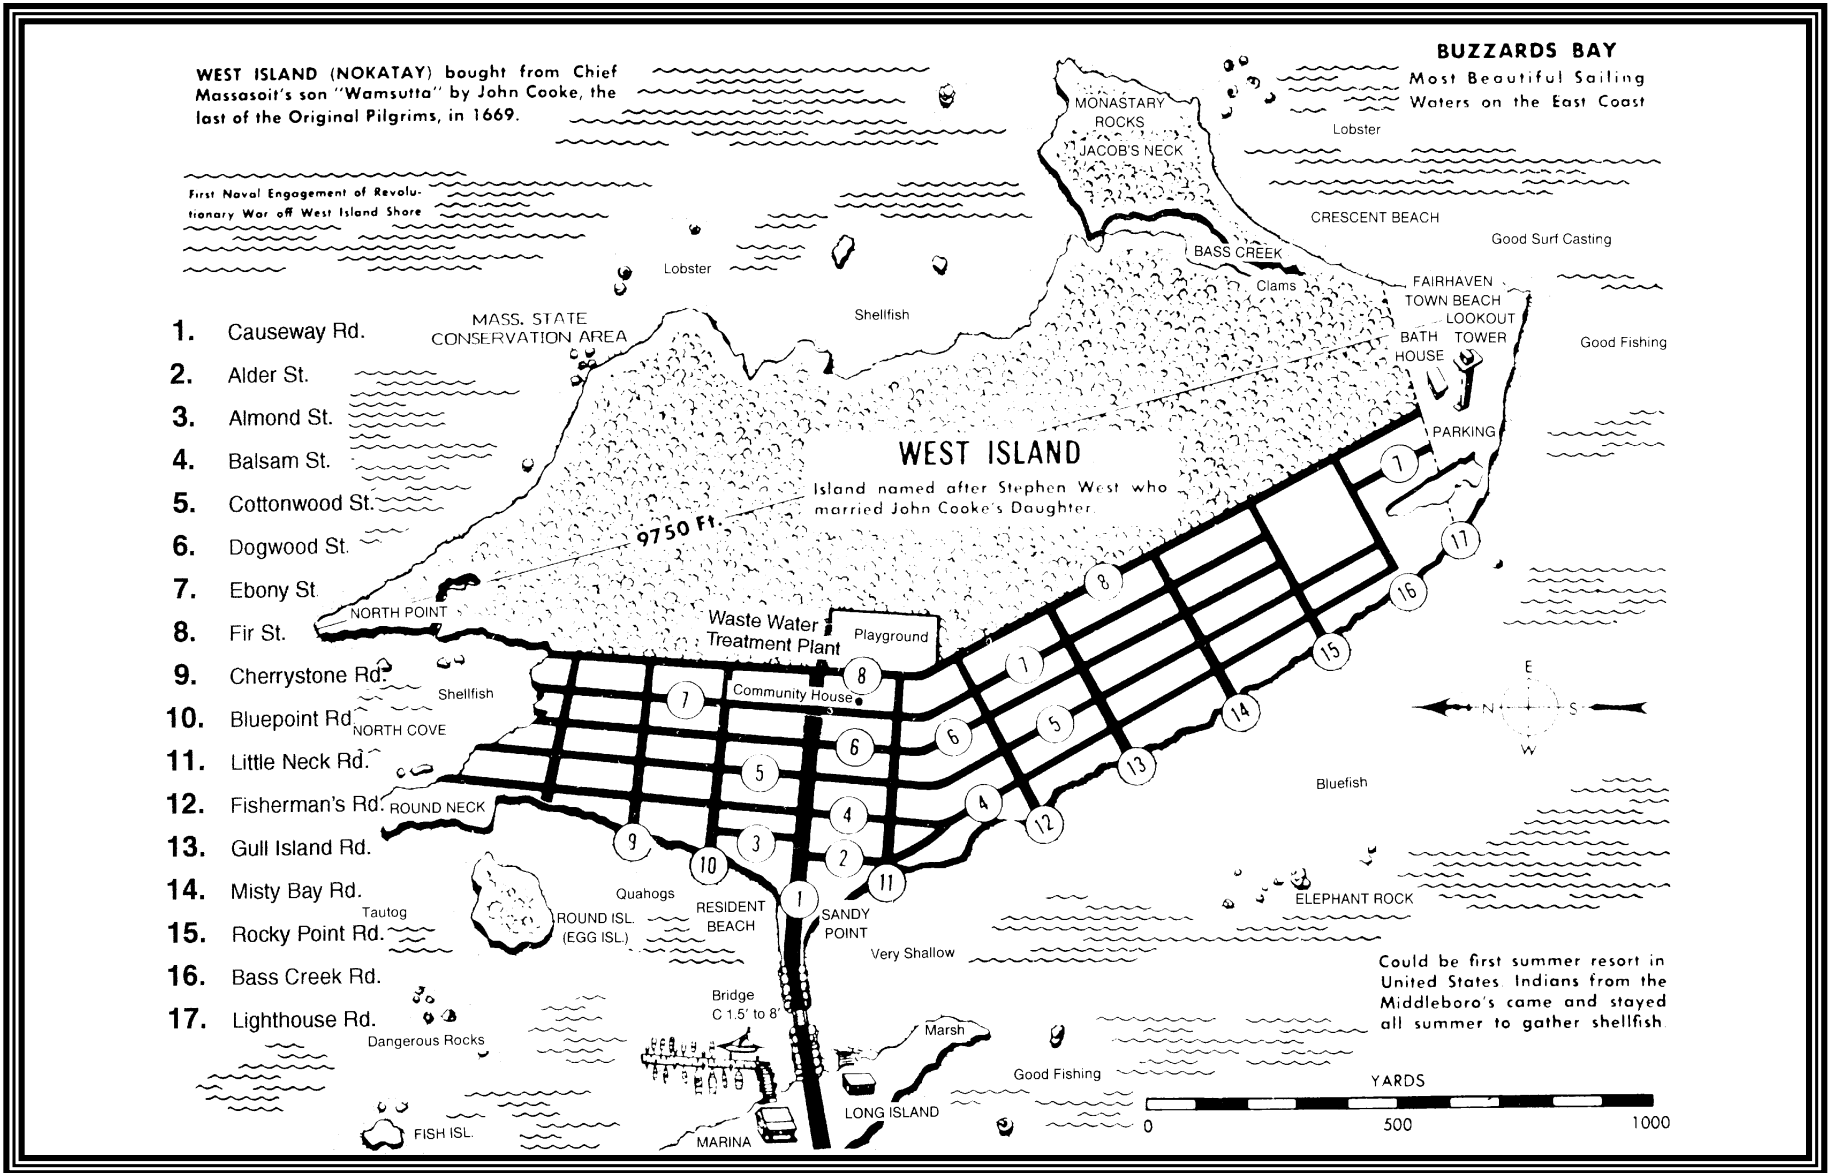 WEST ISLAND (NOKATAY) bought from Chief
Massasoit's son "Wamsutta" by John Cooke, the
last of the Original Pilgrims, in 1669.
First Naval Engagement of Revolu-
tionary War off West Island Shore
BUZZARDS BAY
Most Beautiful Sailing
Waters on the East Coast
Lobster
MONASTARY
ROCKS
JACOB'S NECK
CRESCENT BEACH
Good Surf Casting
BASS CREEK
Clams
Lobster
Shellfish
MASS. STATE
CONSERVATION AREA
FAIRHAVEN
TOWN BEACH
LOOKOUT
TOWER
BATH
HOUSE
Good Fishing
PARKING
1. Causeway Rd.
2. Alder St.
3. Almond St.
4. Balsam St.
5. Cottonwood St.
6. Dogwood St.
7. Ebony St.
8. Fir St.
9. Cherrystone Rd.
10. Bluepoint Rd.
11. Little Neck Rd.
12. Fisherman's Rd.
13. Gull Island Rd.
14. Misty Bay Rd.
15. Rocky Point Rd.
16. Bass Creek Rd.
17. Lighthouse Rd.
WEST ISLAND
Island named after Stephen West who
married John Cooke's Daughter.
9750 Ft.
NORTH POINT
Waste Water
Treatment Plant
Playground
Community House
Shellfish
NORTH COVE
ROUND NECK
7
17
8
16
7
15
8
7
14
6
6
5
13
5
4
4
12
9
3
2
10
11
1
E
N
S
W
Bluefish
ELEPHANT ROCK
Quahogs
RESIDENT
BEACH
SANDY
POINT
Tautog
ROUND ISL.
(EGG ISL.)
Very Shallow
Bridge
C 1.5' to 8'
Dangerous Rocks
Marsh
Good Fishing
LONG ISLAND
MARINA
FISH ISL.
Could be first summer resort in
United States. Indians from the
Middleboro's came and stayed
all summer to gather shellfish.
YARDS
0
500
1000